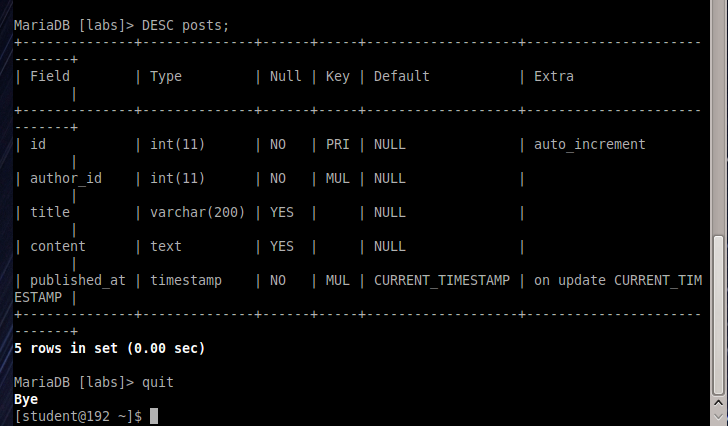 MariaDB [labs]> DESC posts;
+--------------+--------------+------+-----+-------------------+----------------------
-------+
| Field        | Type         | Null | Key | Default           | Extra
       |
+--------------+--------------+------+-----+-------------------+----------------------
-------+
| id           | int(11)      | NO   | PRI | NULL              | auto_increment
       |
| author_id    | int(11)      | NO   | MUL | NULL              |
       |
| title        | varchar(200) | YES  |     | NULL              |
       |
| content      | text         | YES  |     | NULL              |
       |
| published_at | timestamp    | NO   | MUL | CURRENT_TIMESTAMP | on update CURRENT_TIM
ESTAMP |
+--------------+--------------+------+-----+-------------------+----------------------
-------+
5 rows in set (0.00 sec)
MariaDB [labs]> quit
Bye
[student@192 ~]$